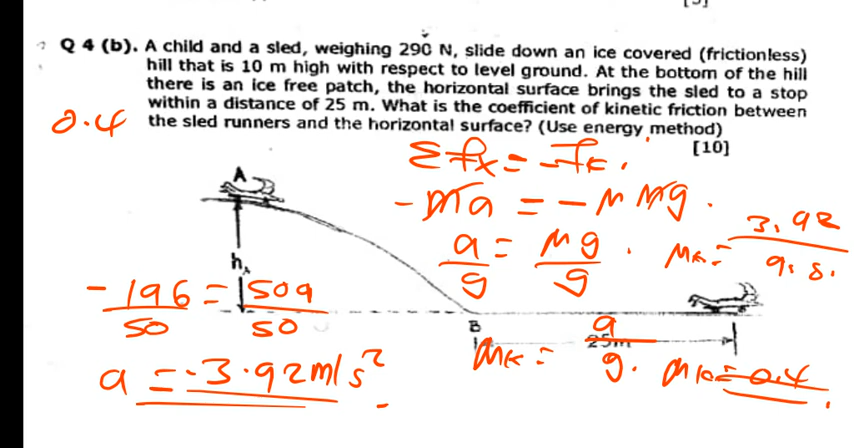 Q 4 (b). A child and a sled, weighing 290 N, slide down an ice covered (frictionless)
hill that is 10 m high with respect to level ground. At the bottom of the hill
there is an ice free patch, the horizontal surface brings the sled to a stop
within a distance of 25 m. What is the coefficient of kinetic friction between
the sled runners and the horizontal surface? (Use energy method)
[10]
0.4
Σfx = -fk.
-ma = -μmg.
a/g = μg/g.
μk = 3.92/9.8.
A
h
-196/50 = 50a/50
B
25m
μk = a/g.
μk = 0.4
a = -3.92m/s²